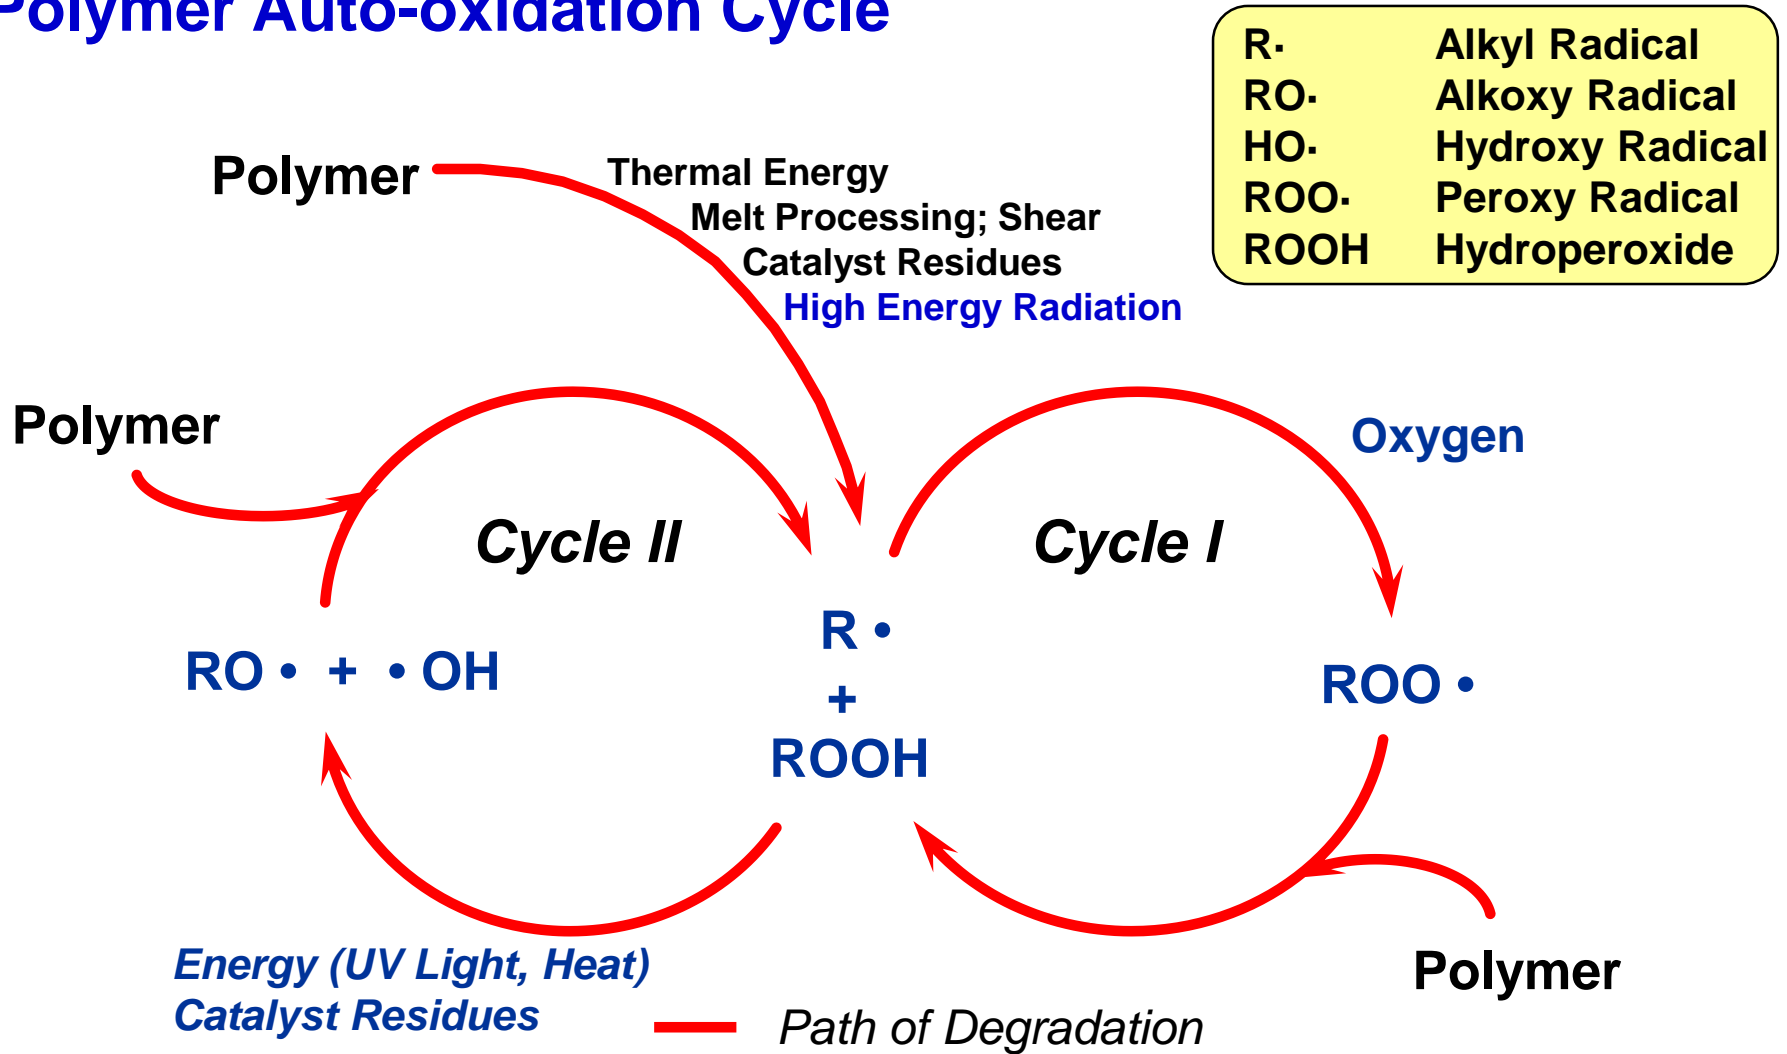 Polymer Auto-oxidation Cycle
R· Alkyl Radical
RO· Alkoxy Radical
HO· Hydroxy Radical
ROO· Peroxy Radical
ROOH Hydroperoxide
Polymer
Thermal Energy
Melt Processing; Shear
Catalyst Residues
High Energy Radiation
Polymer
Oxygen
Cycle II
Cycle I
RO • + • OH
R •
+
ROOH
ROO •
Energy (UV Light, Heat)
Catalyst Residues
Polymer
Path of Degradation